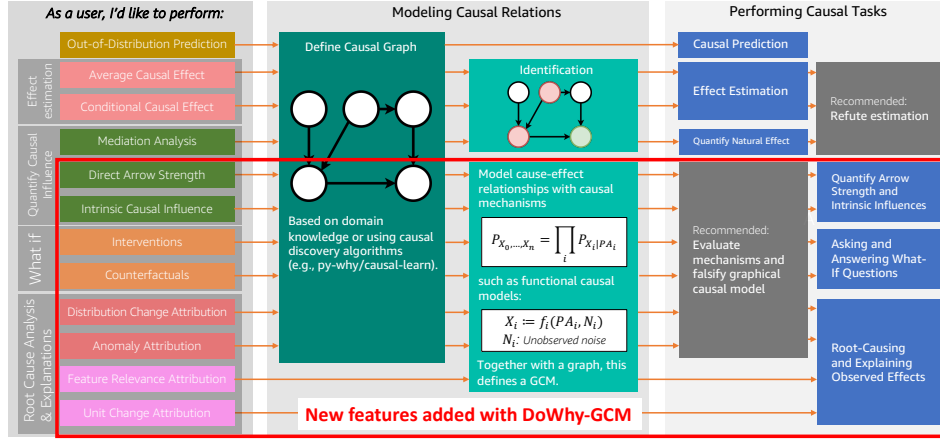 As a user, I'd like to perform:
Modeling Causal Relations
Performing Causal Tasks
Out-of-Distribution Prediction
Effect
estimation
Average Causal Effect
Conditional Causal Effect
Quantify Causal
Influence
Mediation Analysis
Direct Arrow Strength
Intrinsic Causal Influence
What if
Interventions
Counterfactuals
Root Cause Analysis
& Explanations
Distribution Change Attribution
Anomaly Attribution
Feature Relevance Attribution
Unit Change Attribution
Define Causal Graph
Based on domain
knowledge or using causal
discovery algorithms
(e.g., py-why/causal-learn).
Identification
Model cause-effect
relationships with causal
mechanisms
P_{X_0,...,X_n} = ∏_i P_{X_i|PA_i}
such as functional causal
models:
X_i ≔ f_i(PA_i, N_i)
N_i: Unobserved noise
Together with a graph, this
defines a GCM.
Causal Prediction
Effect Estimation
Quantify Natural Effect
Recommended:
Refute estimation
Recommended:
Evaluate
mechanisms and
falsify graphical
causal model
Quantify Arrow
Strength and
Intrinsic Influences
Asking and
Answering What-
If Questions
Root-Causing
and Explaining
Observed Effects
New features added with DoWhy-GCM